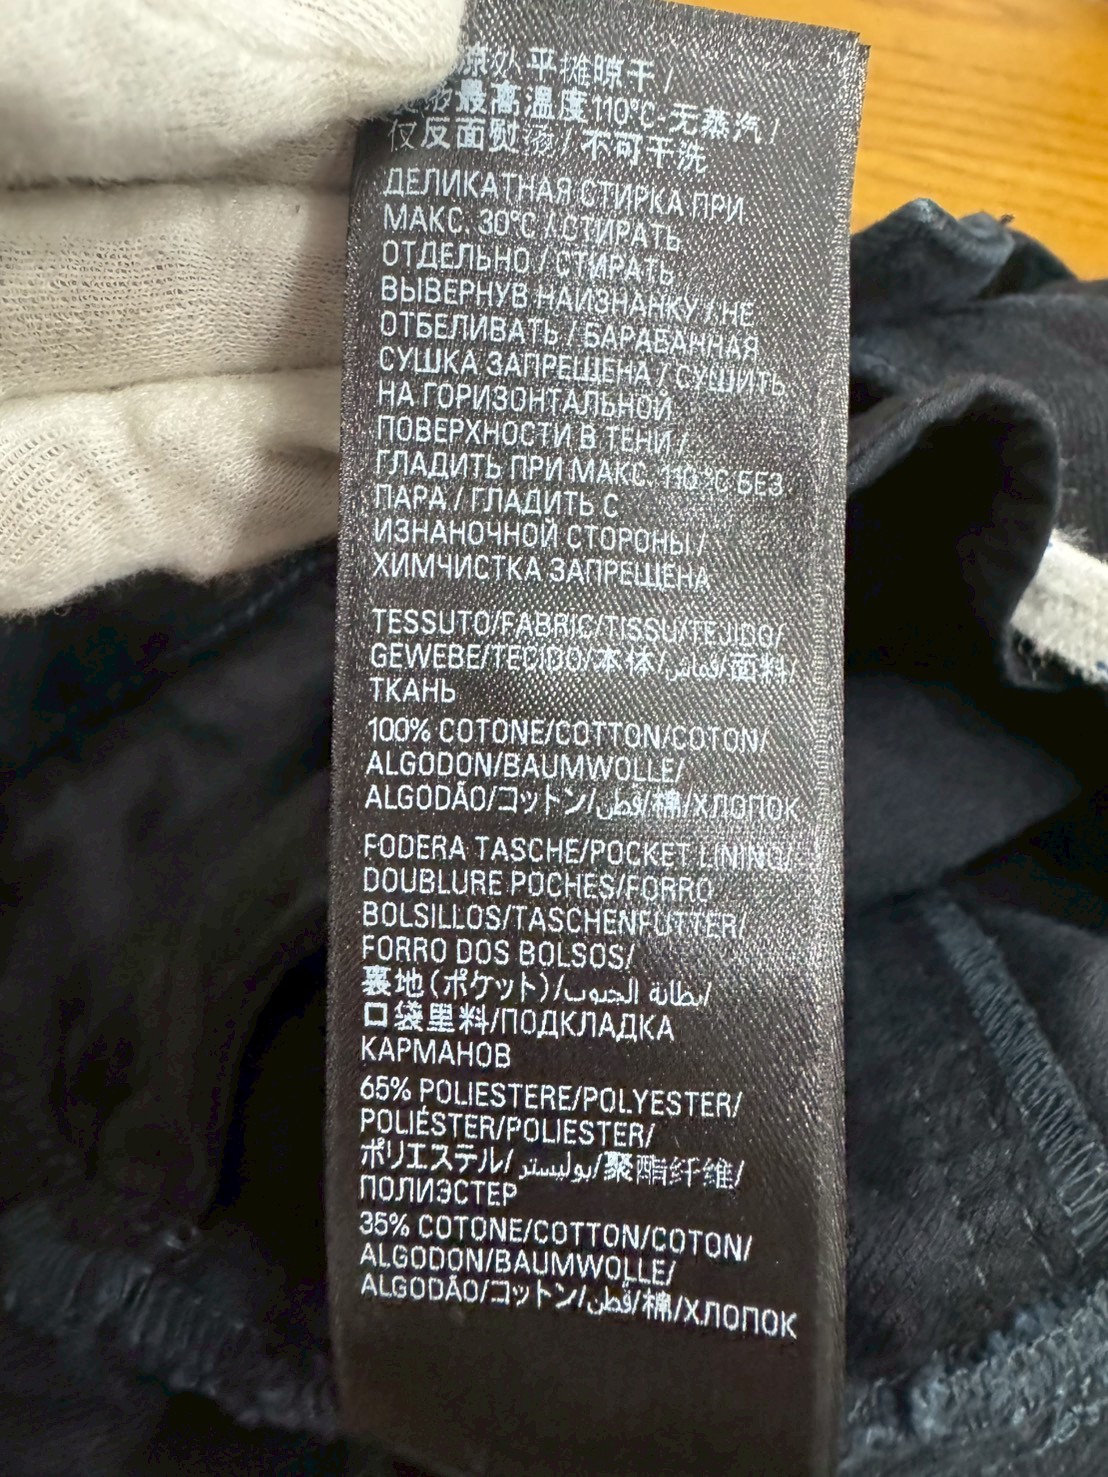 处平摊晾干/
最高温度110℃-无蒸汽/
仅反面熨烫/不可干洗
ДЕЛИКАТНАЯ СТИРКА ПРИ
МАКС. 30℃ / СТИРАТЬ
ОТДЕЛЬНО / СТИРАТЬ
ВЫВЕРНУВ НАИЗНАНКУ / НЕ
ОТБЕЛИВАТЬ / БАРАБАННАЯ
СУШКА ЗАПРЕЩЕНА / СУШИТЬ
НА ГОРИЗОНТАЛЬНОЙ
ПОВЕРХНОСТИ В ТЕНИ /
ГЛАДИТЬ ПРИ МАКС. 110℃ БЕЗ
ПАРА / ГЛАДИТЬ С
ИЗНАНОЧНОЙ СТОРОНЫ /
ХИМЧИСТКА ЗАПРЕЩЕНА
TESSUTO/FABRIC/TISSU/TEJIDO/
GEWEBE/TECIDO/本体/قماش/面料/
ТКАНЬ
100% COTONE/COTTON/COTON/
ALGODON/BAUMWOLLE/
ALGODÃO/コットン/قطن/棉/ХЛОПОК
FODERA TASCHE/POCKET LINING/
DOUBLURE POCHES/FORRO
BOLSILLOS/TASCHENFUTTER/
FORRO DOS BOLSOS/
裏地(ポケット)/بطانة الجيوب/
口袋里料/ПОДКЛАДКА
КАРМАНОВ
65% POLIESTERE/POLYESTER/
POLIÉSTER/POLIESTER/
ポリエステル/بوليستر/聚酯纤维/
ПОЛИЭСТЕР
35% COTONE/COTTON/COTON/
ALGODON/BAUMWOLLE/
ALGODÃO/コットン/قطن/棉/ХЛОПОК